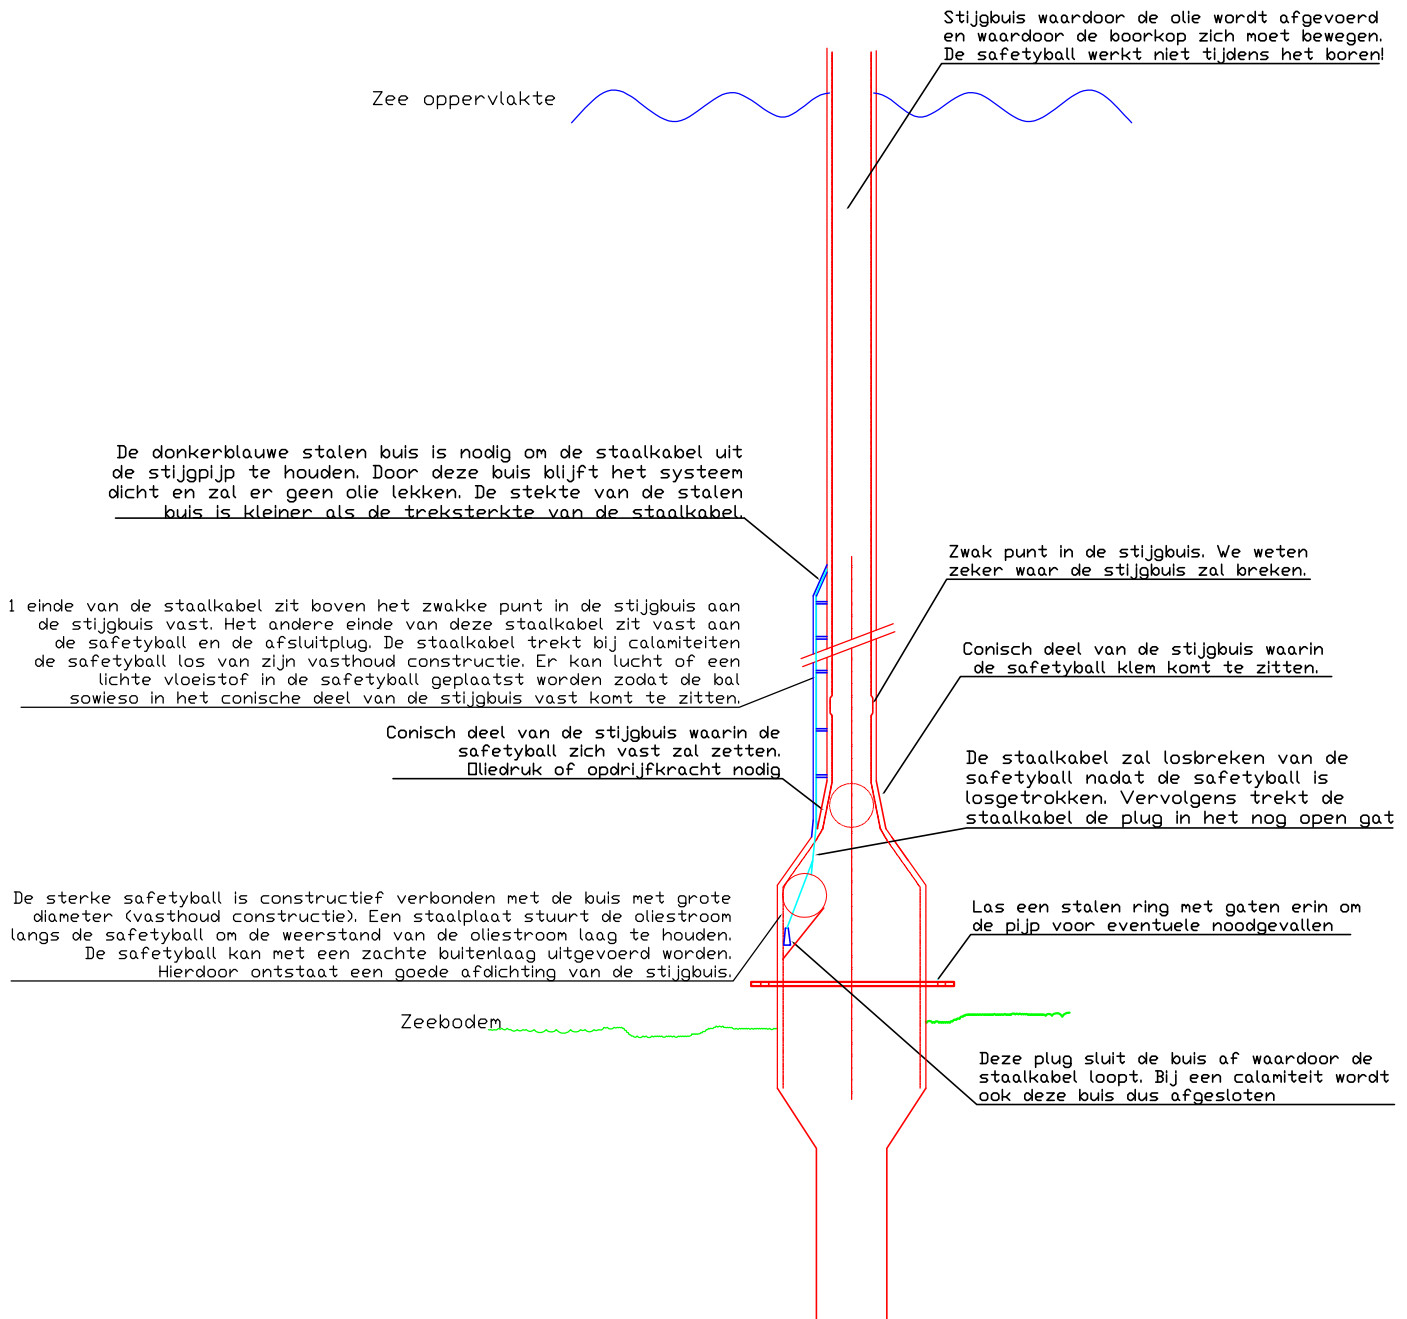 Stijgbuis waardoor de olie wordt afgevoerd
en waardoor de boorkop zich moet bewegen.
De safetyball werkt niet tijdens het boren!
Zee oppervlakte
De donkerblauwe stalen buis is nodig om de staalkabel uit
de stijgpijp te houden. Door deze buis blijft het systeem
dicht en zal er geen olie lekken. De stekte van de stalen
buis is kleiner als de treksterkte van de staalkabel.
Zwak punt in de stijgbuis. We weten
zeker waar de stijgbuis zal breken.
1 einde van de staalkabel zit boven het zwakke punt in de stijgbuis aan
de stijgbuis vast. Het andere einde van deze staalkabel zit vast aan
de safetyball en de afsluitplug. De staalkabel trekt bij calamiteiten
de safetyball los van zijn vasthoud constructie. Er kan lucht of een
lichte vloeistof in de safetyball geplaatst worden zodat de bal
sowieso in het conische deel van de stijgbuis vast komt te zitten.
Conisch deel van de stijgbuis waarin
de safetyball klem komt te zitten.
Conisch deel van de stijgbuis waarin de
safetyball zich vast zal zetten.
Oliedruk of opdrijfkracht nodig
De staalkabel zal losbreken van de
safetyball nadat de safetyball is
losgetrokken. Vervolgens trekt de
staalkabel de plug in het nog open gat
De sterke safetyball is constructief verbonden met de buis met grote
diameter (vasthoud constructie). Een staalplaat stuurt de oliestroom
langs de safetyball om de weerstand van de oliestroom laag te houden.
De safetyball kan met een zachte buitenlaag uitgevoerd worden.
Hierdoor ontstaat een goede afdichting van de stijgbuis.
Las een stalen ring met gaten erin om
de pijp voor eventuele noodgevallen
Zeebodem
Deze plug sluit de buis af waardoor de
staalkabel loopt. Bij een calamiteit wordt
ook deze buis dus afgesloten